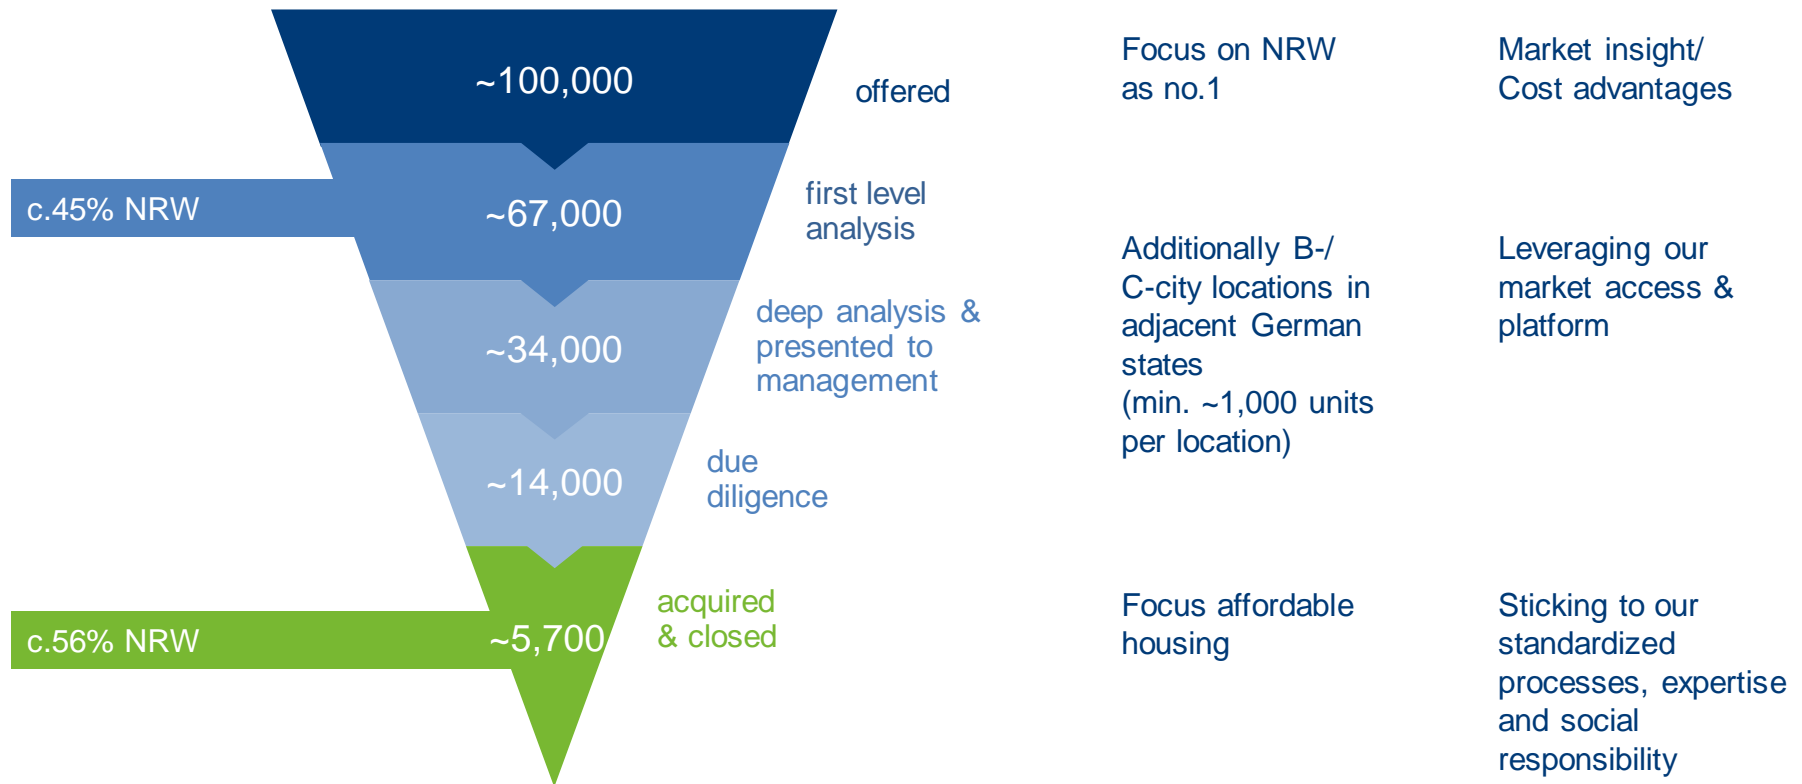 ~100,000
offered
c.45% NRW
~67,000
first level
analysis
~34,000
deep analysis &
presented to
management
~14,000
due
diligence
c.56% NRW
~5,700
acquired
& closed
Focus on NRW
as no.1
Market insight/
Cost advantages
Additionally B-/
C-city locations in
adjacent German
states
(min. ~1,000 units
per location)
Leveraging our
market access &
platform
Focus affordable
housing
Sticking to our
standardized
processes, expertise
and social
responsibility